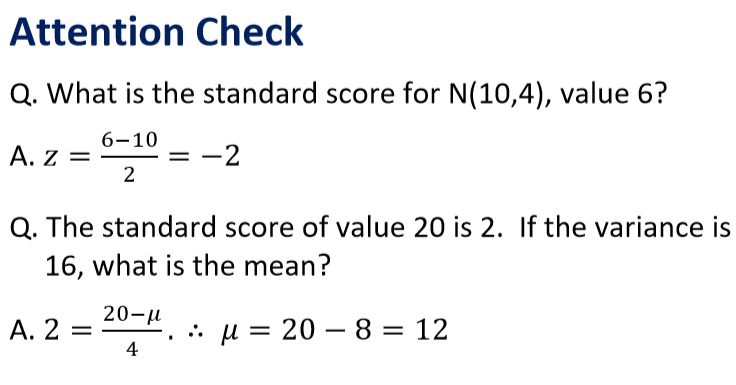 Attention Check
Q. What is the standard score for N(10,4), value 6?
A. z = (6−10)/2 = −2
Q. The standard score of value 20 is 2. If the variance is
16, what is the mean?
A. 2 = (20−μ)/4. ∴ μ = 20 − 8 = 12